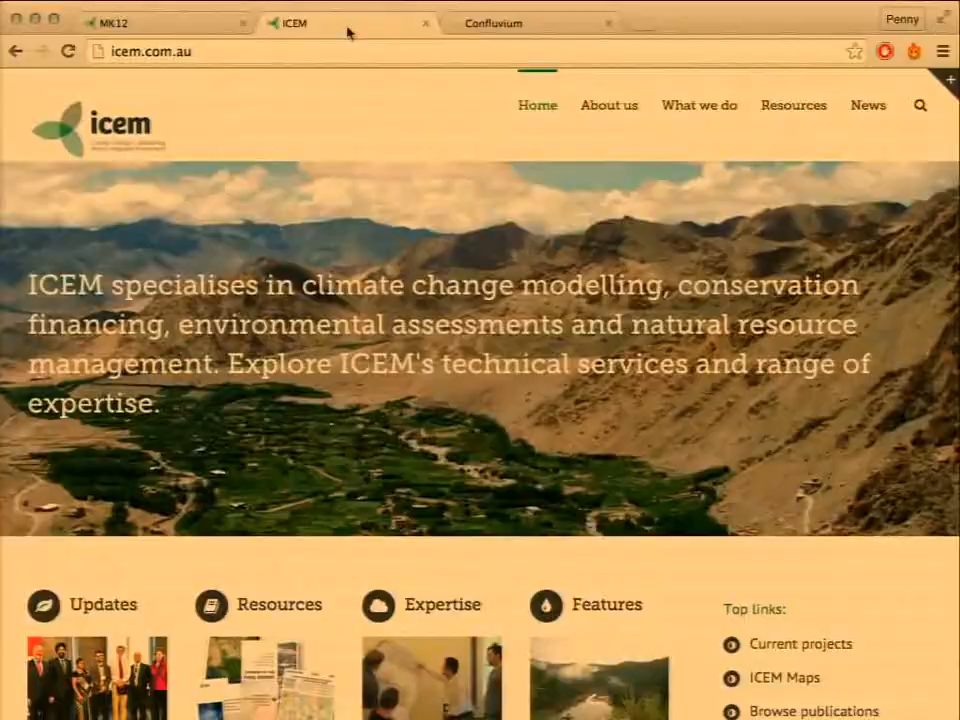 MK12
ICEM
Confluvium
Penny
icem.com.au
icem
Home
About us
What we do
Resources
News
ICEM specialises in climate change modelling, conservation
financing, environmental assessments and natural resource
management. Explore ICEM's technical services and range of
expertise.
Updates
Resources
Expertise
Features
Top links:
Current projects
ICEM Maps
Browse publications